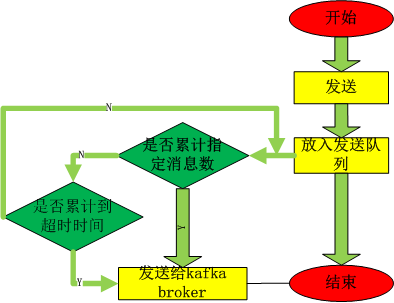 开始
发送
放入发送队
列
N
是否累计指
定消息数
N
是否累计到
超时时间
Y
Y
发送给kafka
broker
结束